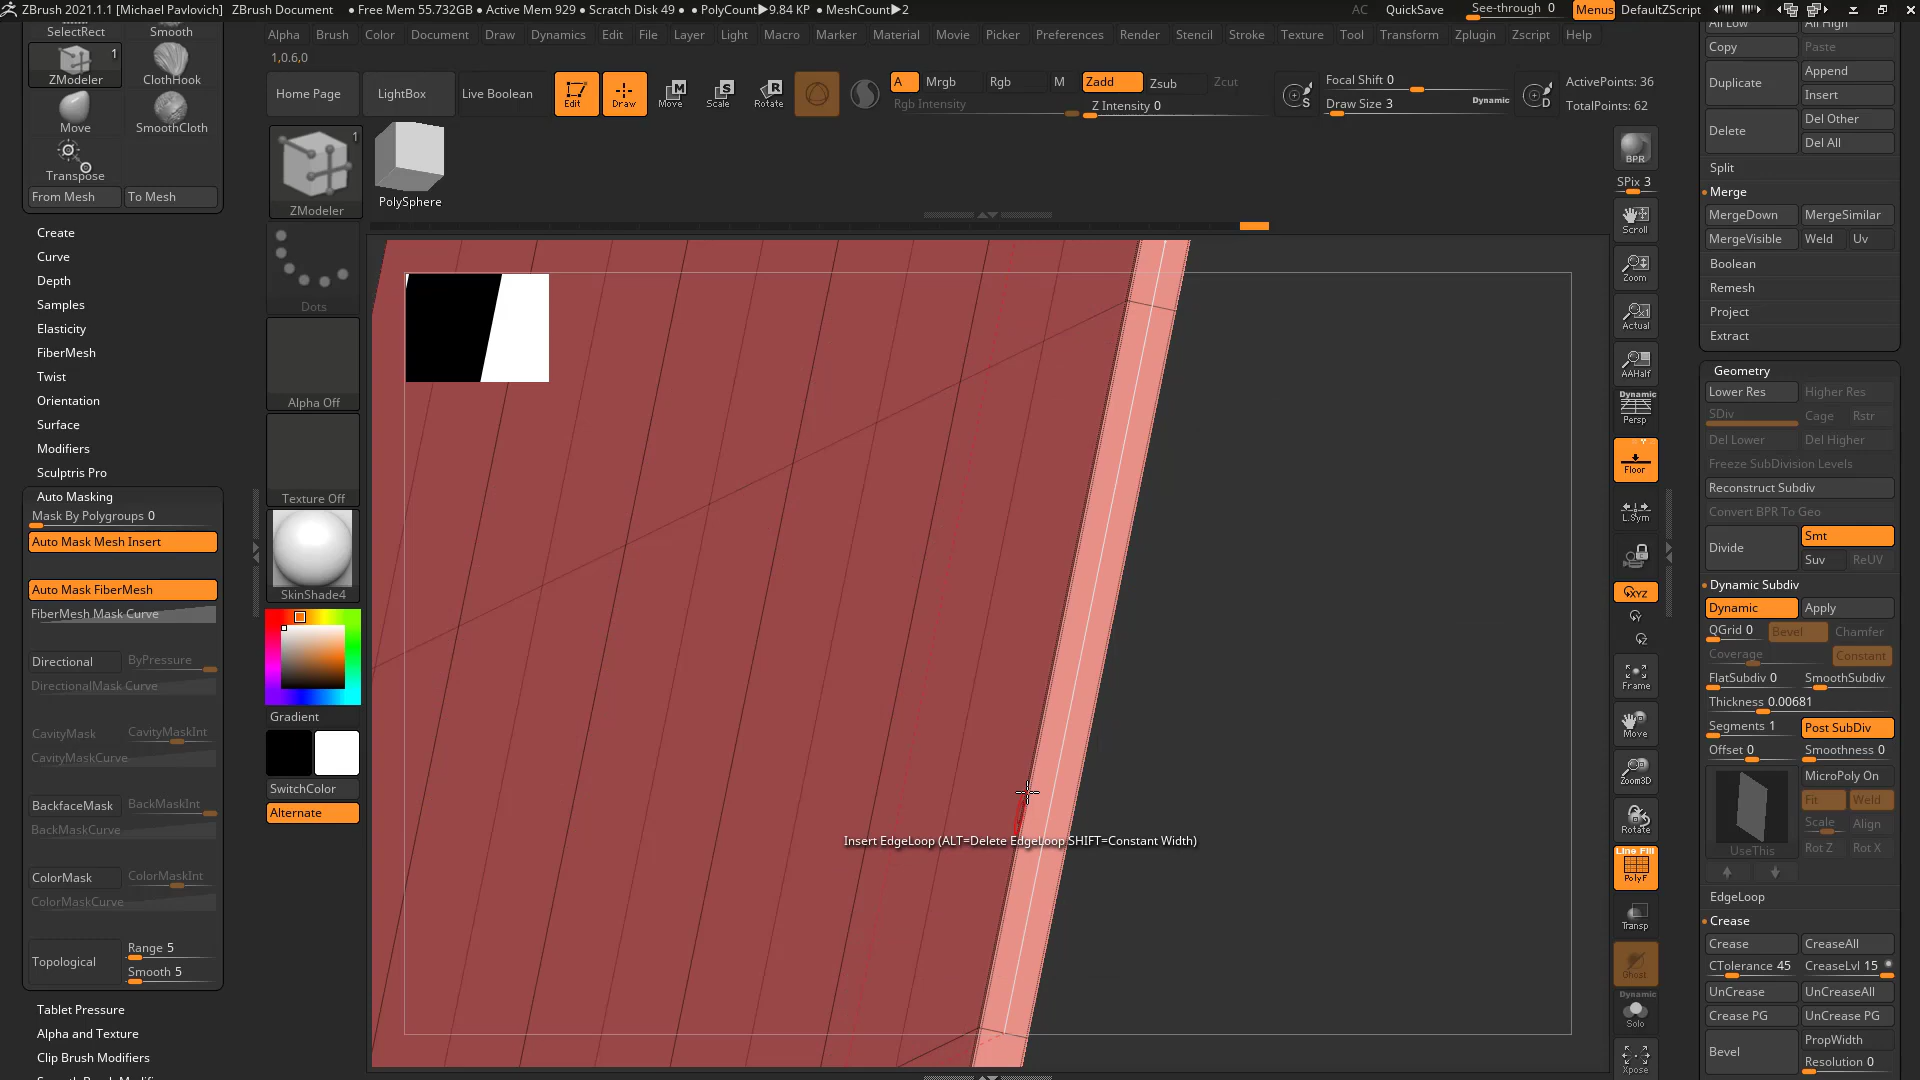 ZBrush 2021.1.1 [Michael Pavlovich] ZBrush Document • Free Mem 55.732GB • Active Mem 929 • Scratch Disk 49 • PolyCount▶9.84 KP • MeshCount▶2 AC QuickSave See-through 0 Menus DefaultZScript
Alpha Brush Color Document Draw Dynamics Edit File Layer Light Macro Marker Material Movie Picker Preferences Render Stencil Stroke Texture Tool Transform Zplugin Zscript Help
1,0.6,0
Home Page LightBox Live Boolean Edit Draw Move Scale Rotate A Mrgb Rgb M Zadd Zsub Zcut
Rgb Intensity Z Intensity 0
Focal Shift 0
Draw Size 3 Dynamic
ActivePoints: 36
TotalPoints: 62
SelectRect Smooth
1
ZModeler ClothHook
Move SmoothCloth
Transpose
From Mesh To Mesh
Create
Curve
Depth
Samples
Elasticity
FiberMesh
Twist
Orientation
Surface
Modifiers
Sculptris Pro
Auto Masking
Mask By Polygroups 0
Auto Mask Mesh Insert
Auto Mask FiberMesh
FiberMesh Mask Curve
Directional ByPressure
DirectionalMask Curve
CavityMask CavityMaskInt
CavityMaskCurve
BackfaceMask BackMaskInt
BackMaskCurve
ColorMask ColorMaskInt
ColorMaskCurve
Topological Range 5
Smooth 5
Tablet Pressure
Alpha and Texture
Clip Brush Modifiers
1
ZModeler
PolySphere
Dots
Alpha Off
Texture Off
SkinShade4
Gradient
SwitchColor
Alternate
Insert EdgeLoop (ALT=Delete EdgeLoop SHIFT=Constant Width)
BPR
SPix 3
Scroll
Zoom
Actual
AAHalf
Dynamic
Persp
Floor
L.Sym
XYZ
Y
Z
Frame
Move
Zoom3D
Rotate
Line Fill
PolyF
Transp
Ghost
Dynamic
Solo
Xpose
All Low All High
Copy Paste
Duplicate Append
Insert
Delete Del Other
Del All
Split
Merge
MergeDown MergeSimilar
MergeVisible Weld Uv
Boolean
Remesh
Project
Extract
Geometry
Lower Res Higher Res
SDiv Cage Rstr
Del Lower Del Higher
Freeze SubDivision Levels
Reconstruct Subdiv
Convert BPR To Geo
Divide Smt
Suv ReUV
Dynamic Subdiv
Dynamic Apply
QGrid 0 Bevel Chamfer
Coverage Constant
FlatSubdiv 0 SmoothSubdiv
Thickness 0.00681
Segments 1 Post SubDiv
Offset 0 Smoothness 0
MicroPoly On
Fit Weld
Scale Align
UseThis Rot Z Rot X
EdgeLoop
Crease
Crease CreaseAll
CTolerance 45 CreaseLvl 15
UnCrease UnCreaseAll
Crease PG UnCrease PG
Bevel PropWidth
Resolution 0